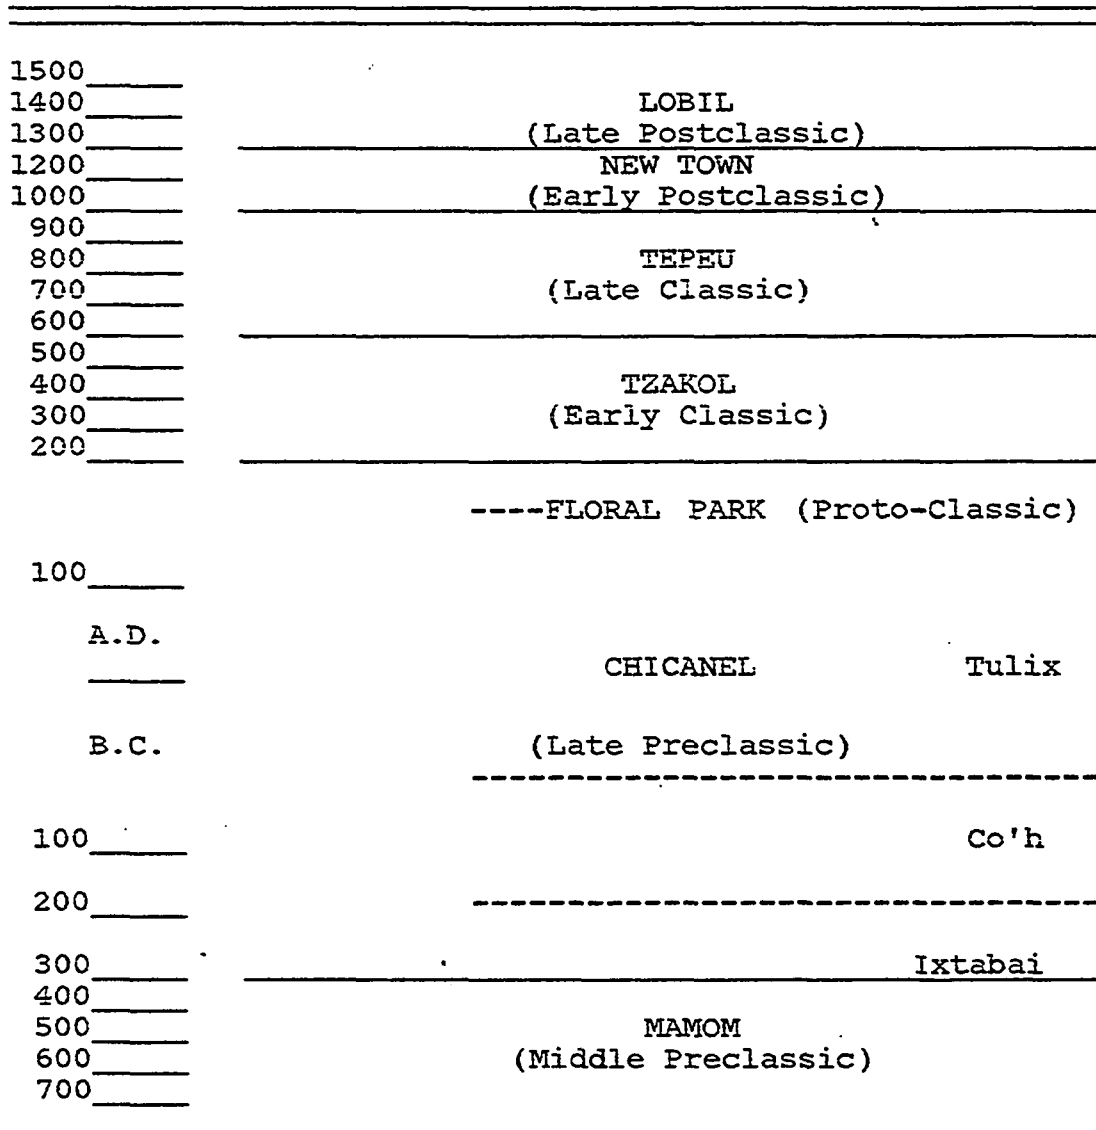 1500
1400 LOBIL
1300 (Late Postclassic)
1200 NEW TOWN
1000 (Early Postclassic)
900
800 TEPEU
700 (Late Classic)
600
500
400 TZAKOL
300 (Early Classic)
200
----FLORAL PARK (Proto-Classic)
100
A.D.
CHICANEL Tulix
B.C. (Late Preclassic)
100 Co'h
200
300 Ixtabai
400
500 MAMOM
600 (Middle Preclassic)
700